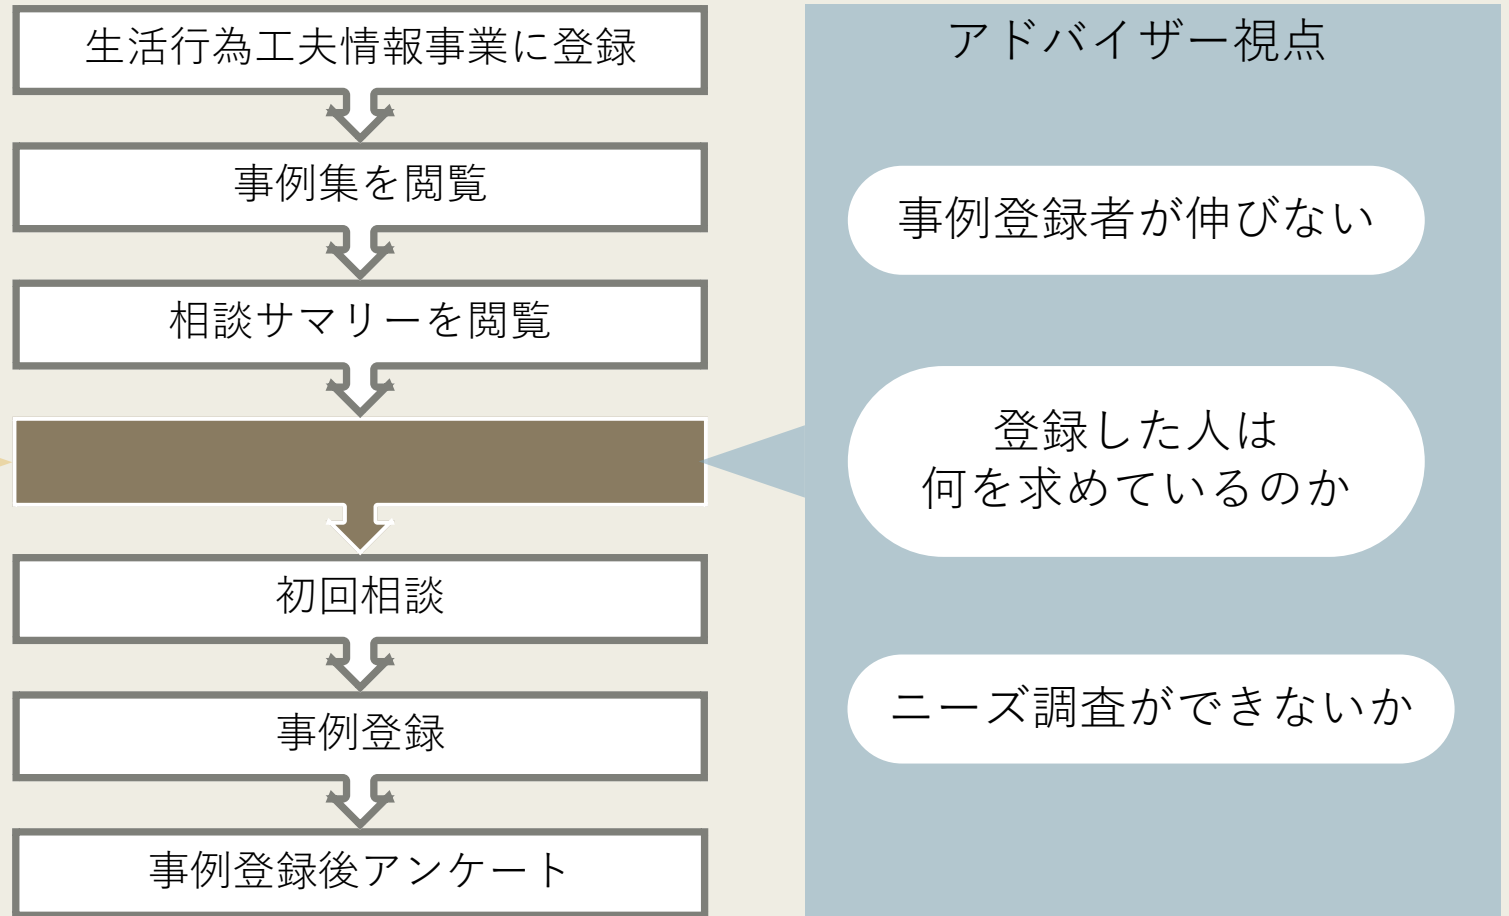 生活行為工夫情報事業に登録
事例集を閲覧
相談サマリーを閲覧
初回相談
事例登録
事例登録後アンケート
アドバイザー視点
事例登録者が伸びない
登録した人は
何を求めているのか
ニーズ調査ができないか